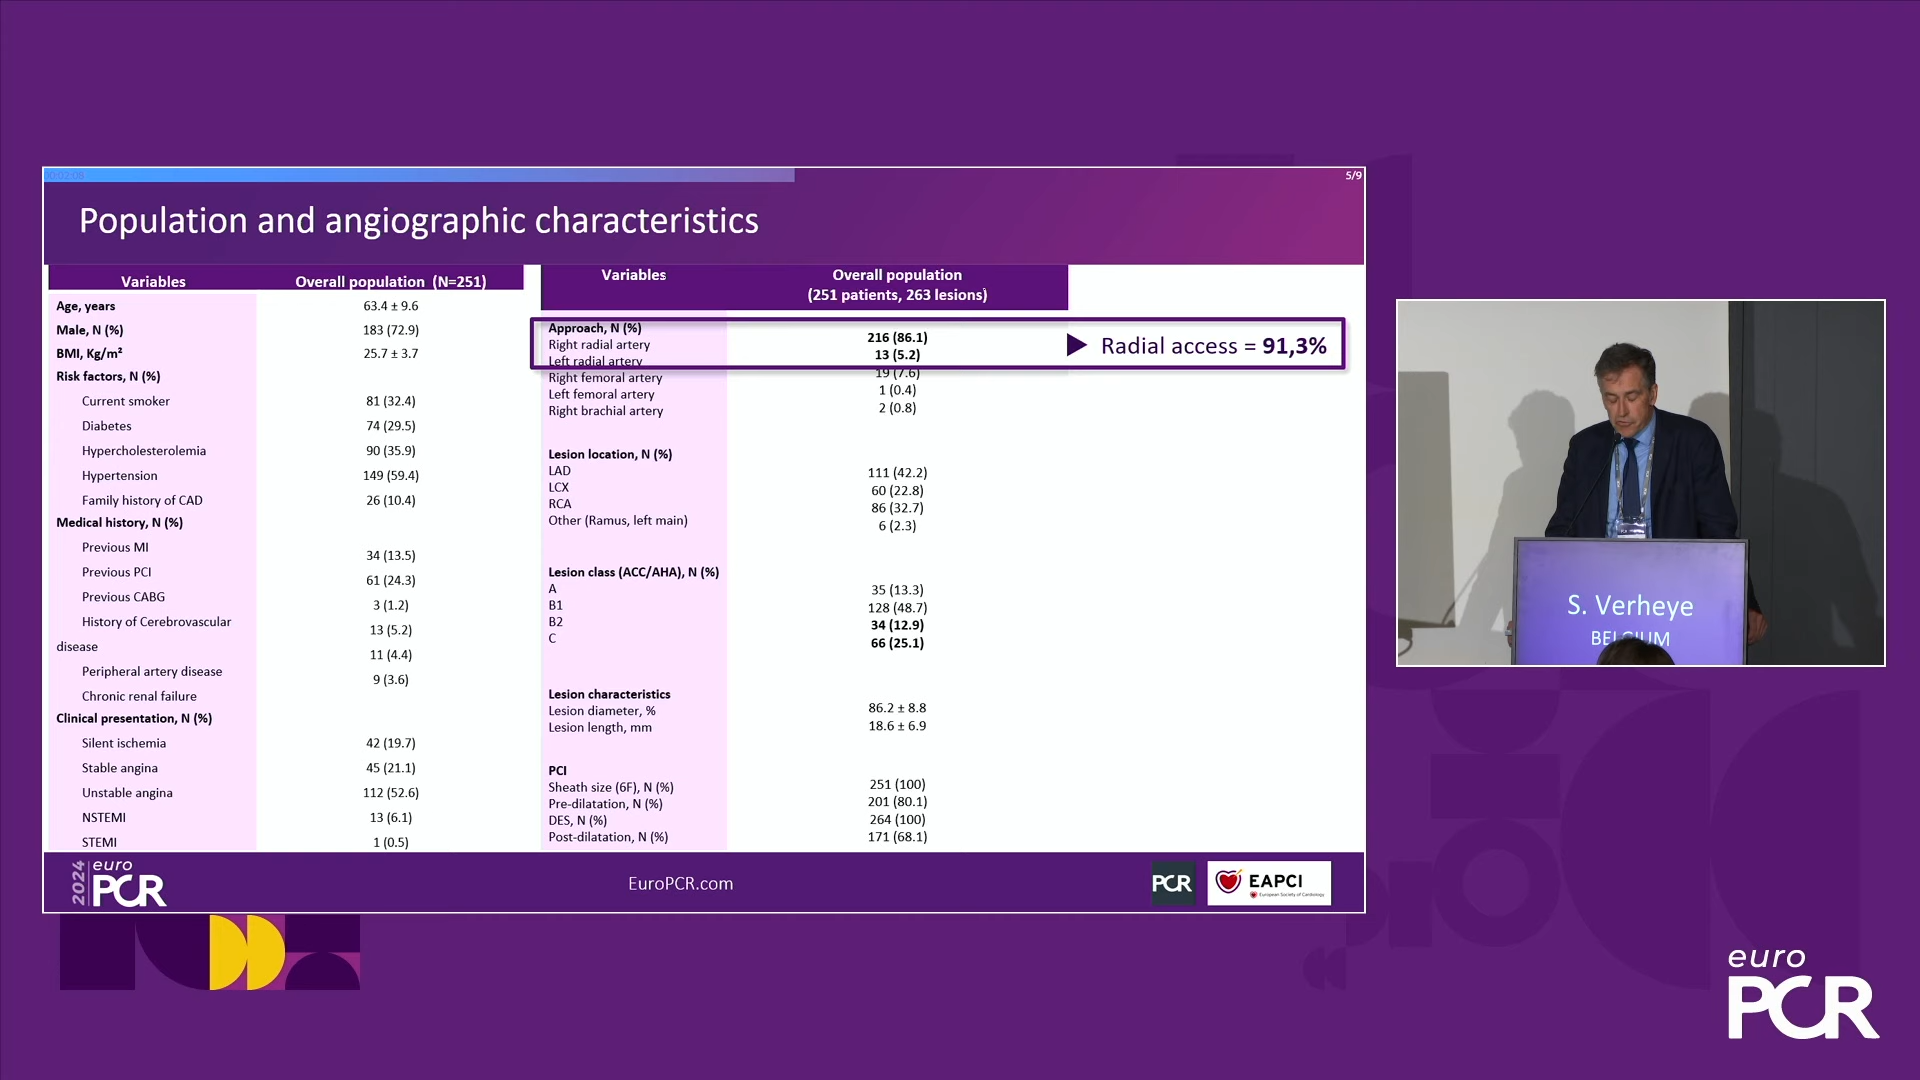 00:02:08
5/9
Population and angiographic characteristics
Variables Overall population (N=251)
Age, years 63.4 ± 9.6
Male, N (%) 183 (72.9)
BMI, Kg/m² 25.7 ± 3.7
Risk factors, N (%)
Current smoker 81 (32.4)
Diabetes 74 (29.5)
Hypercholesterolemia 90 (35.9)
Hypertension 149 (59.4)
Family history of CAD 26 (10.4)
Medical history, N (%)
Previous MI 34 (13.5)
Previous PCI 61 (24.3)
Previous CABG 3 (1.2)
History of Cerebrovascular 13 (5.2)
disease
Peripheral artery disease 11 (4.4)
Chronic renal failure 9 (3.6)
Clinical presentation, N (%)
Silent ischemia 42 (19.7)
Stable angina 45 (21.1)
Unstable angina 112 (52.6)
NSTEMI 13 (6.1)
STEMI 1 (0.5)
Variables Overall population
(251 patients, 263 lesions)
Approach, N (%)
Right radial artery 216 (86.1)
Left radial artery 13 (5.2)
Right femoral artery 19 (7.6)
Left femoral artery 1 (0.4)
Right brachial artery 2 (0.8)
Radial access = 91,3%
Lesion location, N (%)
LAD 111 (42.2)
LCX 60 (22.8)
RCA 86 (32.7)
Other (Ramus, left main) 6 (2.3)
Lesion class (ACC/AHA), N (%)
A 35 (13.3)
B1 128 (48.7)
B2 34 (12.9)
C 66 (25.1)
Lesion characteristics
Lesion diameter, % 86.2 ± 8.8
Lesion length, mm 18.6 ± 6.9
PCI
Sheath size (6F), N (%) 251 (100)
Pre-dilatation, N (%) 201 (80.1)
DES, N (%) 264 (100)
Post-dilatation, N (%) 171 (68.1)
2024 euro
PCR
EuroPCR.com
PCR
EAPCI
European Society of Cardiology
S. Verheye
BELGIUM
euro
PCR